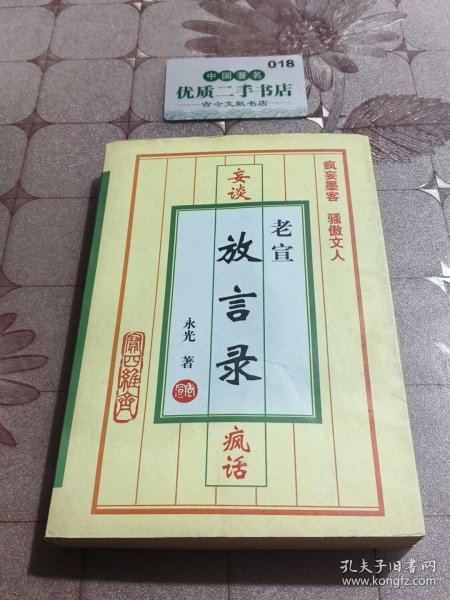 018
中国著名
优质二手书店
古今文献书店
疯妄墨客 骚傲文人
妄谈
老宣
放言录
永光 著
疯话
孔夫子旧书网
www.kongfz.com